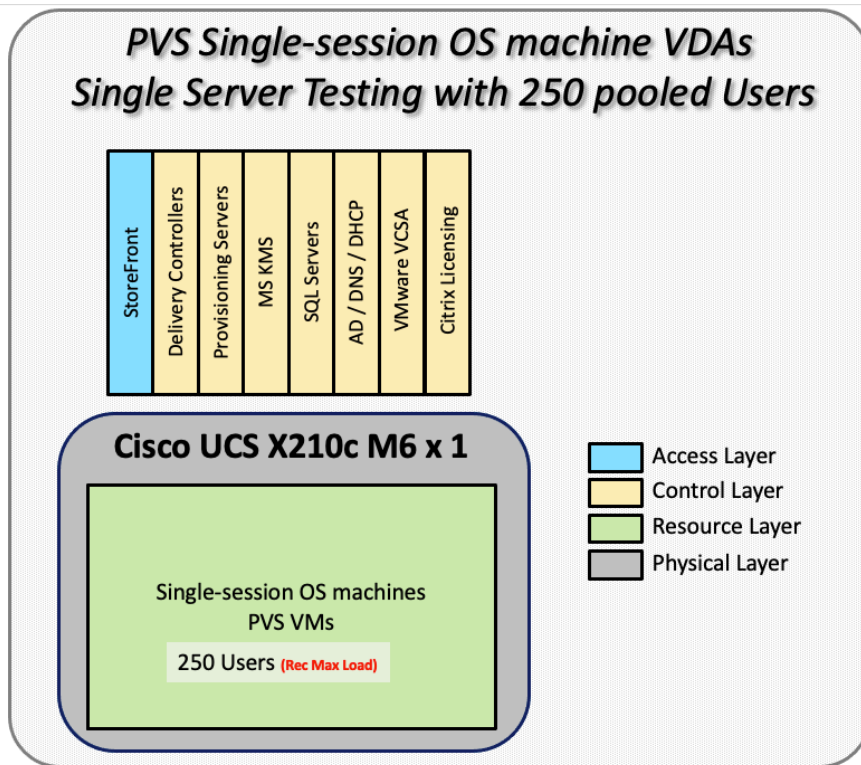 PVS Single-session OS machine VDAs
Single Server Testing with 250 pooled Users
StoreFront
Delivery Controllers
Provisioning Servers
MS KMS
SQL Servers
AD / DNS / DHCP
VMware VCSA
Citrix Licensing
Cisco UCS X210c M6 x 1
Single-session OS machines
PVS VMs
250 Users (Rec Max Load)
Access Layer
Control Layer
Resource Layer
Physical Layer